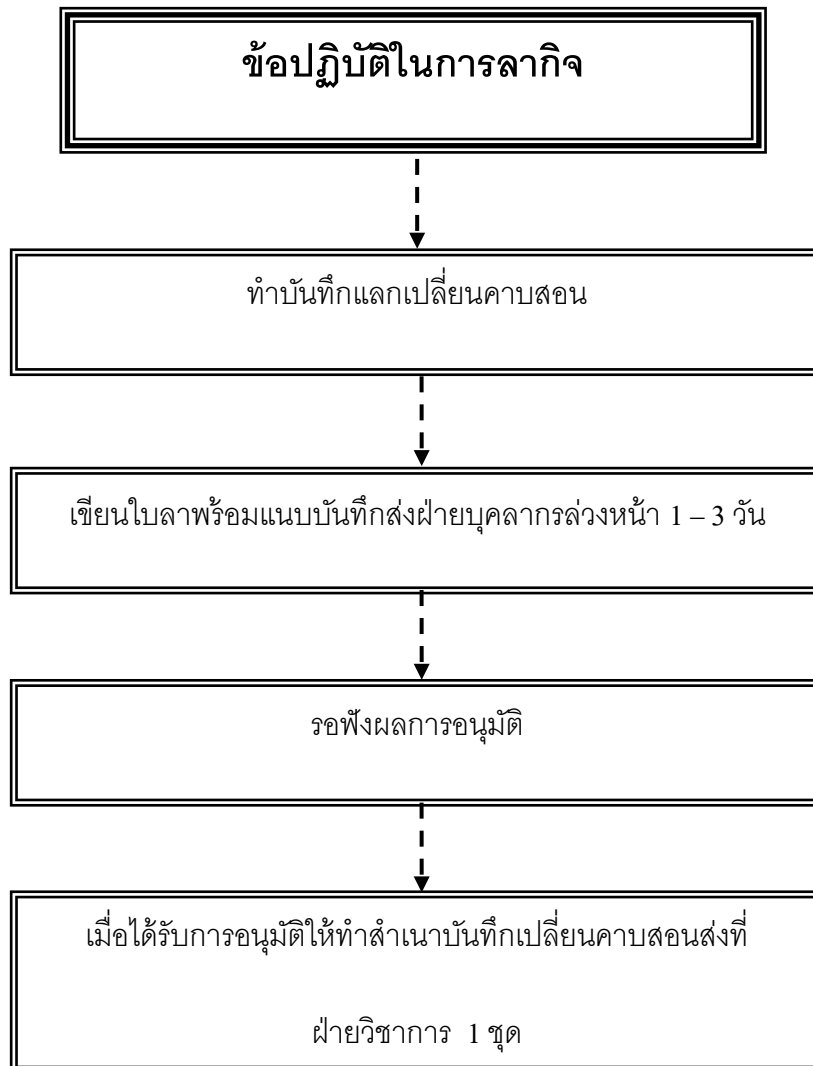 ข้อปฏิบัติในการลากิจ
ทำบันทึกแลกเปลี่ยนคาบสอน
เขียนใบลาพร้อมแนบบันทึกส่งฝ่ายบุคลากรล่วงหน้า 1 – 3 วัน
รอฟังผลการอนุมัติ
เมื่อได้รับการอนุมัติให้ทำสำเนาบันทึกเปลี่ยนคาบสอนส่งที่
ฝ่ายวิชาการ 1 ชุด